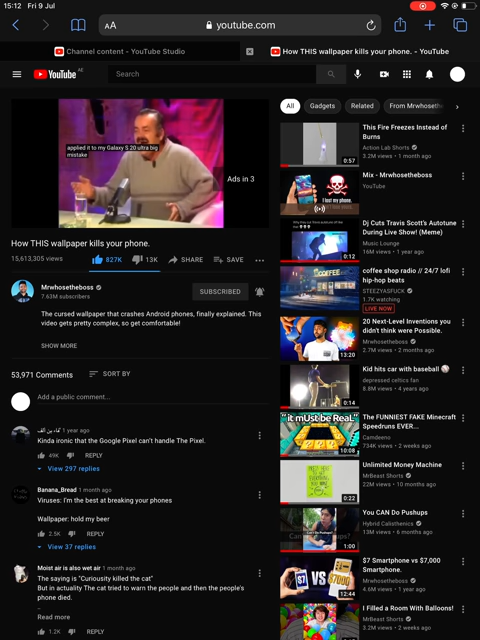 15:12 Fri 9 Jul
AA
youtube.com
Channel content - YouTube Studio
How THIS wallpaper kills your phone. - YouTube
YouTube AE
Search
applied it to my Galaxy S 20 ultra big
mistake
Ads in 3
How THIS wallpaper kills your phone.
15,613,305 views
827K
13K
SHARE
SAVE
Mrwhosetheboss
7.63M subscribers
SUBSCRIBED
The cursed wallpaper that crashes Android phones, finally explained. This
video gets pretty complex, so get comfortable!
SHOW MORE
53,971 Comments
SORT BY
Add a public comment...
1 year ago
Kinda ironic that the Google Pixel can't handle The Pixel.
49K
REPLY
View 297 replies
Banana_Bread 1 month ago
Viruses: I'm the best at breaking your phones
Wallpaper: hold my beer
2.5K
REPLY
View 37 replies
Moist air is also wet air 1 month ago
The saying is "Curiosity killed the cat"
But in actuality The cat tried to warn the people and then the people's
phone died.
Read more
1.2K
REPLY
All
Gadgets
Related
From Mrwhoseth
0:57
This Fire Freezes Instead of
Burns
Action Lab Shorts
3.2M views • 1 month ago
I lost my phone.
Mix - Mrwhosetheboss
YouTube
0:12
Dj Cuts Travis Scott's Autotune
During Live Show! (Meme)
Music Lounge
16M views • 1 year ago
COFFEE
coffee shop radio // 24/7 lofi
hip-hop beats
STEEZYASFUCK
1.7K watching
LIVE NOW
13:20
20 Next-Level Inventions you
didn't think were Possible.
Mrwhosetheboss
2.7M views • 2 months ago
0:14
Kid hits car with baseball
depressed celtics fan
8.8M views • 4 years ago
"it mUst be ReaL"
10:08
The FUNNIEST FAKE Minecraft
Speedruns EVER...
Camdeeno
734K views • 2 weeks ago
0:22
Unlimited Money Machine
MrBeast Shorts
22M views • 10 months ago
1:00
You CAN Do Pushups
Hybrid Calisthenics
13M views • 6 months ago
$7 VS $7000
12:44
$7 Smartphone vs $7,000
Smartphone.
Mrwhosetheboss
4.6M views • 1 year ago
I Filled a Room With Balloons!
MrBeast Shorts
3.2M views • 2 weeks ago